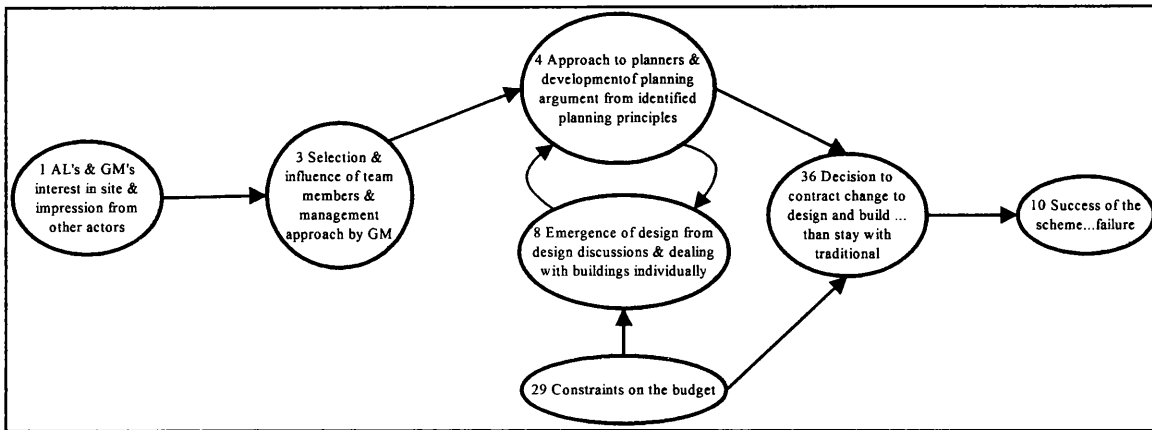 1 AL's & GM's
interest in site &
impression from
other actors
3 Selection &
influence of team
members &
management
approach by GM
4 Approach to planners &
developmentof planning
argument from identified
planning principles
8 Emergence of design from
design discussions & dealing
with buildings individually
29 Constraints on the budget
36 Decision to
contract change to
design and build ...
than stay with
traditional
10 Success of the
scheme...failure